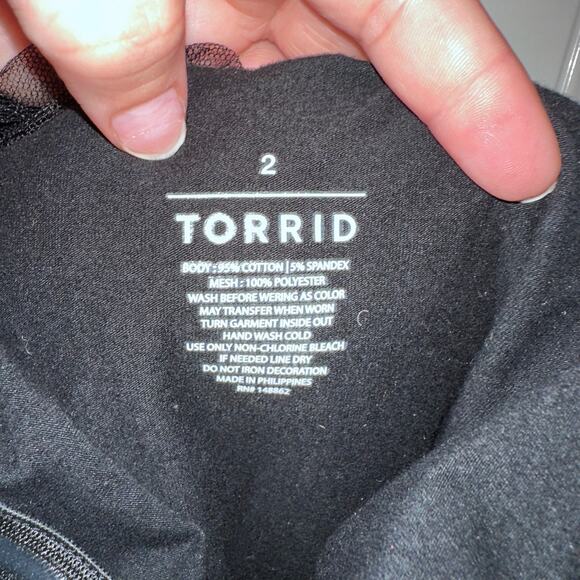 2
TORRID
BODY : 95% COTTON | 5% SPANDEX
MESH : 100% POLYESTER
WASH BEFORE WERING AS COLOR
MAY TRANSFER WHEN WORN
TURN GARMENT INSIDE OUT
HAND WASH COLD
USE ONLY NON-CHLORINE BLEACH
IF NEEDED LINE DRY
DO NOT IRON DECORATION
MADE IN PHILIPPINES
RN# 148862